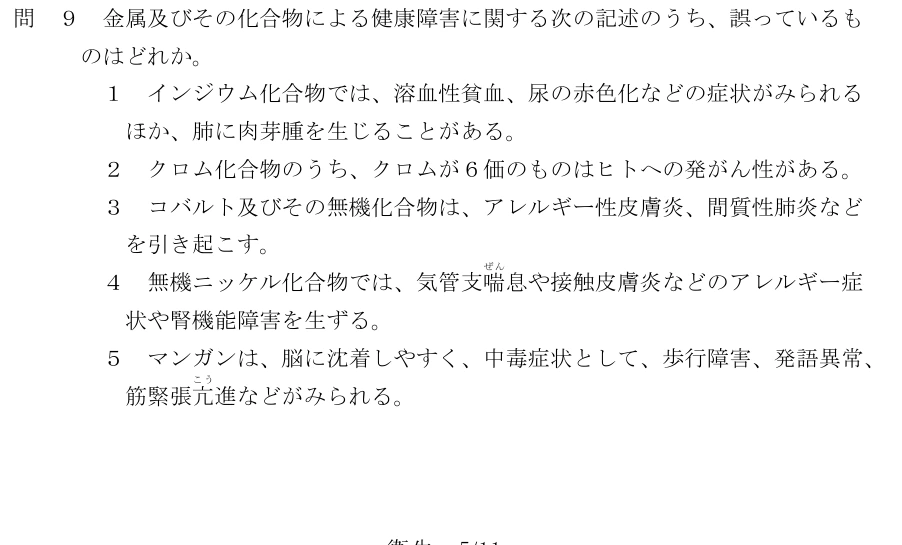 問　９　金属及びその化合物による健康障害に関する次の記述のうち、誤っているも
のはどれか。
１　インジウム化合物では、溶血性貧血、尿の赤色化などの症状がみられる
ほか、肺に肉芽腫を生じることがある。
２　クロム化合物のうち、クロムが６価のものはヒトへの発がん性がある。
３　コバルト及びその無機化合物は、アレルギー性皮膚炎、間質性肺炎など
を引き起こす。
ぜん
４　無機ニッケル化合物では、気管支喘息や接触皮膚炎などのアレルギー症
状や腎機能障害を生ずる。
５　マンガンは、脳に沈着しやすく、中毒症状として、歩行障害、発語異常、
こう
筋緊張亢進などがみられる。